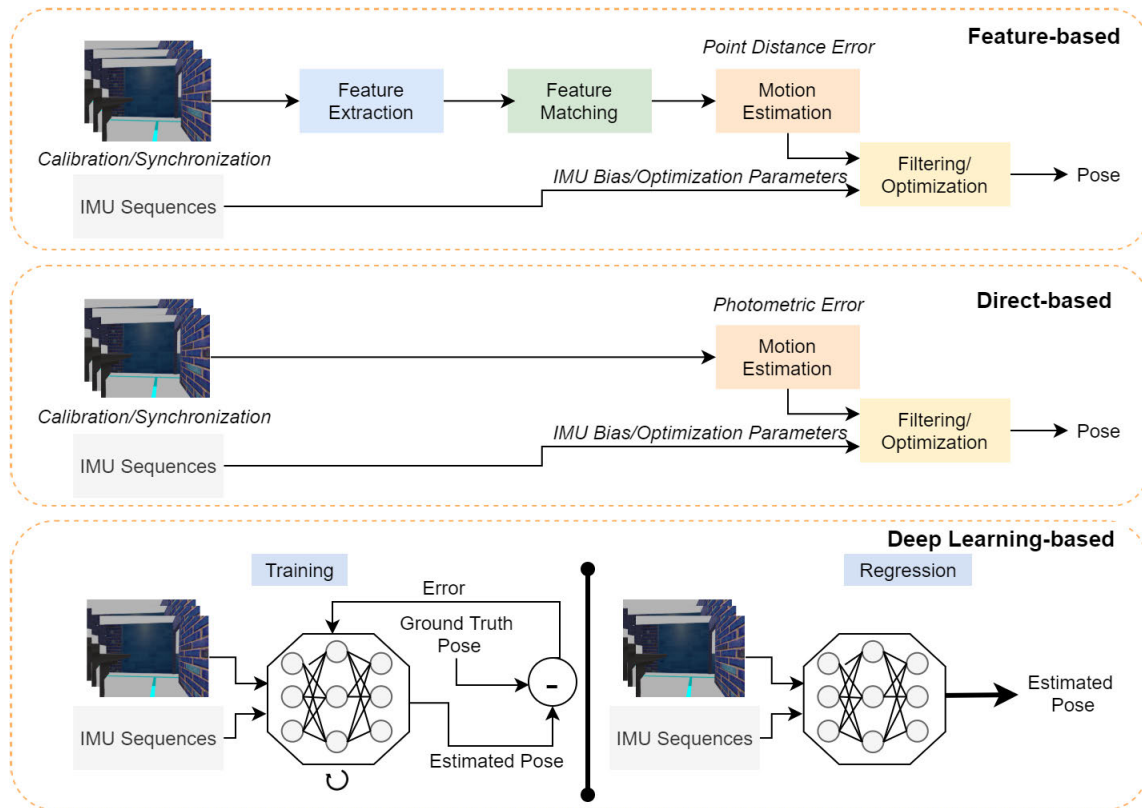 Feature-based
Point Distance Error
Feature
Extraction
Feature
Matching
Motion
Estimation
Calibration/Synchronization
IMU Sequences
IMU Bias/Optimization Parameters
Filtering/
Optimization
Pose
Direct-based
Photometric Error
Motion
Estimation
Calibration/Synchronization
IMU Sequences
IMU Bias/Optimization Parameters
Filtering/
Optimization
Pose
Deep Learning-based
Training
Regression
Error
Ground Truth
Pose
-
IMU Sequences
Estimated Pose
IMU Sequences
Estimated
Pose